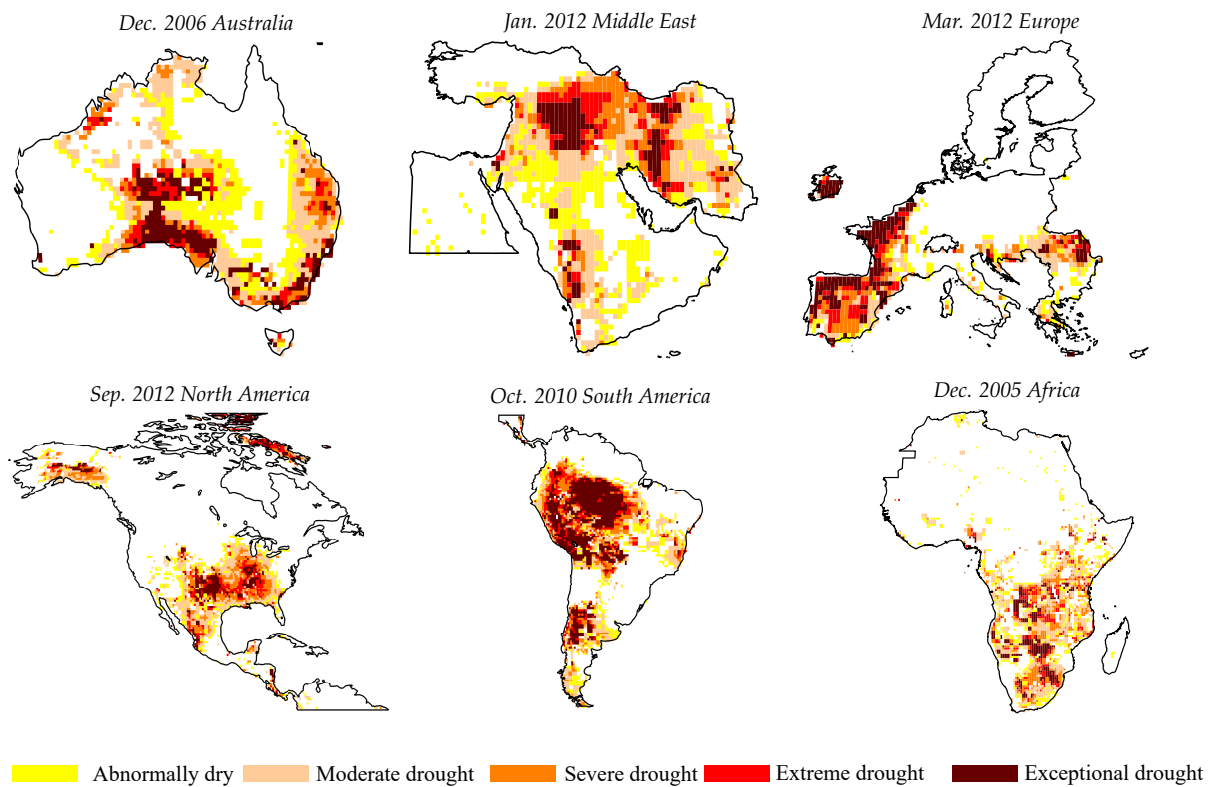 Dec. 2006 Australia
Jan. 2012 Middle East
Mar. 2012 Europe
Sep. 2012 North America
Oct. 2010 South America
Dec. 2005 Africa
Abnormally dry
Moderate drought
Severe drought
Extreme drought
Exceptional drought